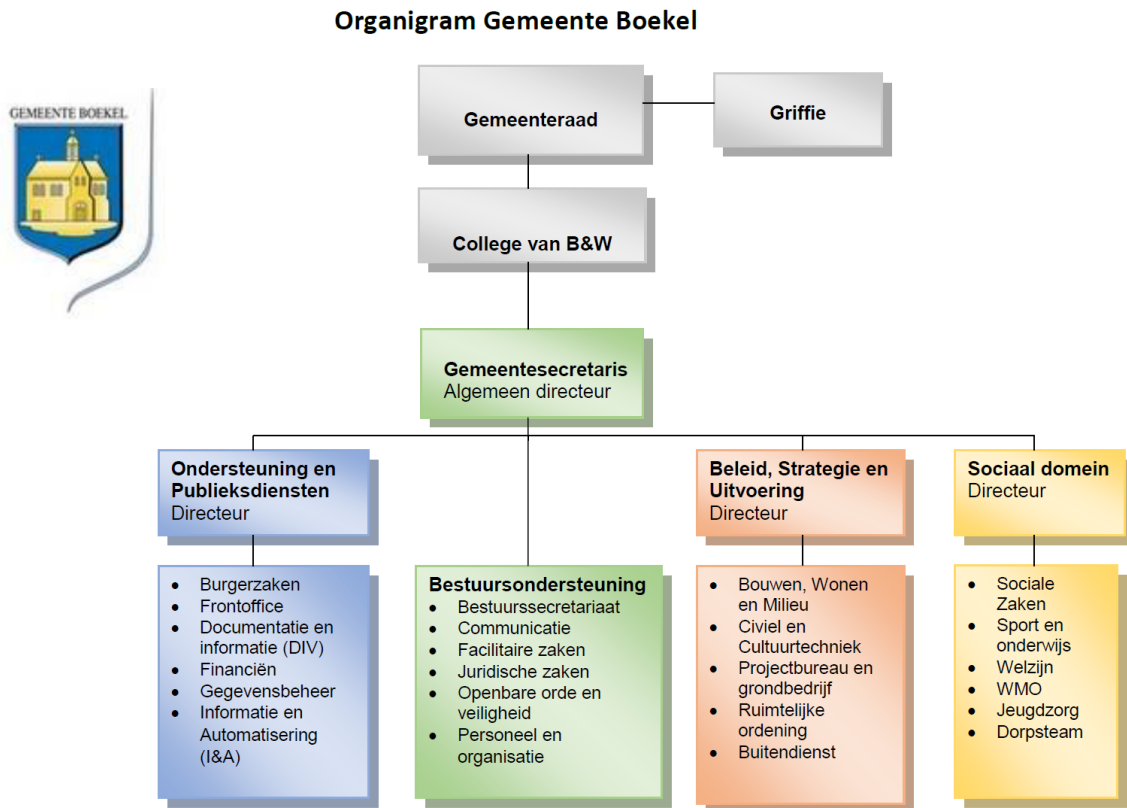 Organigram Gemeente Boekel
GEMEENTE BOEKEL
Gemeenteraad
Griffie
College van B&W
Gemeentesecretaris
Algemeen directeur
Ondersteuning en
Publieksdiensten
Directeur
Beleid, Strategie en
Uitvoering
Directeur
Sociaal domein
Directeur
• Burgerzaken
• Frontoffice
• Documentatie en
informatie (DIV)
• Financiën
• Gegevensbeheer
• Informatie en
Automatisering
(I&A)
Bestuursondersteuning
• Bestuurssecretariaat
• Communicatie
• Facilitaire zaken
• Juridische zaken
• Openbare orde en
veiligheid
• Personeel en
organisatie
• Bouwen, Wonen
en Milieu
• Civiel en
Cultuurtechniek
• Projectbureau en
grondbedrijf
• Ruimtelijke
ordening
• Buitendienst
• Sociale
Zaken
• Sport en
onderwijs
• Welzijn
• WMO
• Jeugdzorg
• Dorpsteam